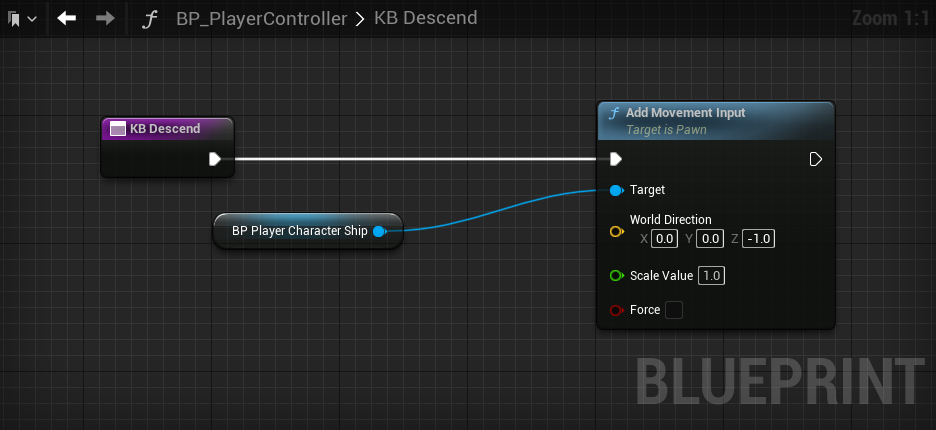 BP_PlayerController > KB Descend
Zoom 1:1
KB Descend
Add Movement Input
Target is Pawn
Target
BP Player Character Ship
World Direction
X 0.0 Y 0.0 Z -1.0
Scale Value 1.0
Force
BLUEPRINT